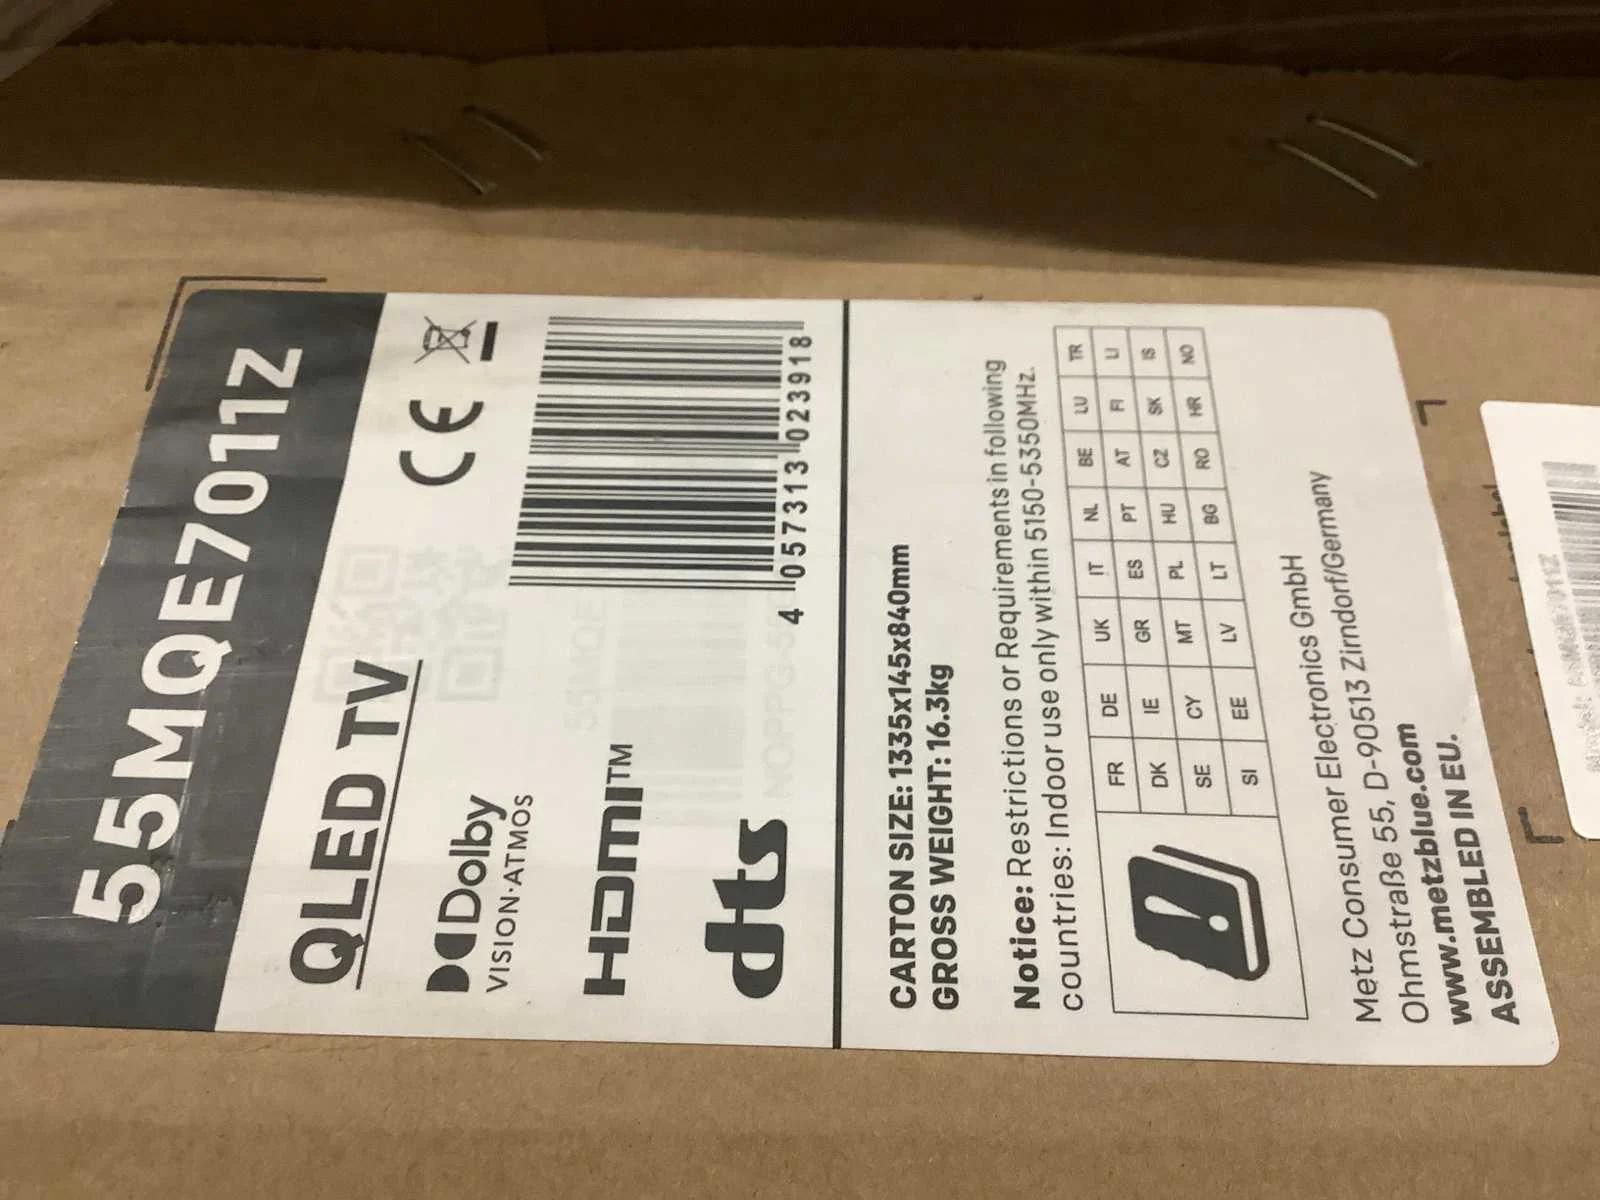 55MQE7011Z
QLED TV
Dolby
VISION·ATMOS
HDMI™
dts
CE
4 057313 023918
CARTON SIZE: 1335x145x840mm
GROSS WEIGHT: 16.3kg
Notice: Restrictions or Requirements in following
countries: Indoor use only within 5150-5350MHz.
FR DE UK IT NL BE LU TR
DK IE GR ES PT AT FI LI
SE CY MT PL HU CZ SK IS
SI EE LV LT BG RO HR NO
Metz Consumer Electronics GmbH
Ohmstraße 55, D-90513 Zirndorf/Germany
www.metzblue.com
ASSEMBLED IN EU.